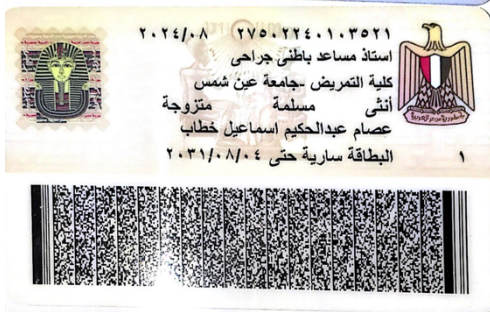 ٢٧٥٠٢٢٤٠١٠٣٥٢١ ٢٠٢٤/٠٨
استاذ مساعد باطنى جراحى
كلية التمريض -جامعة عين شمس
أنثى مسلمة متزوجة
عصام عبدالحكيم اسماعيل خطاب
البطاقة سارية حتى ٢٠٣١/٠٨/٠٤
١